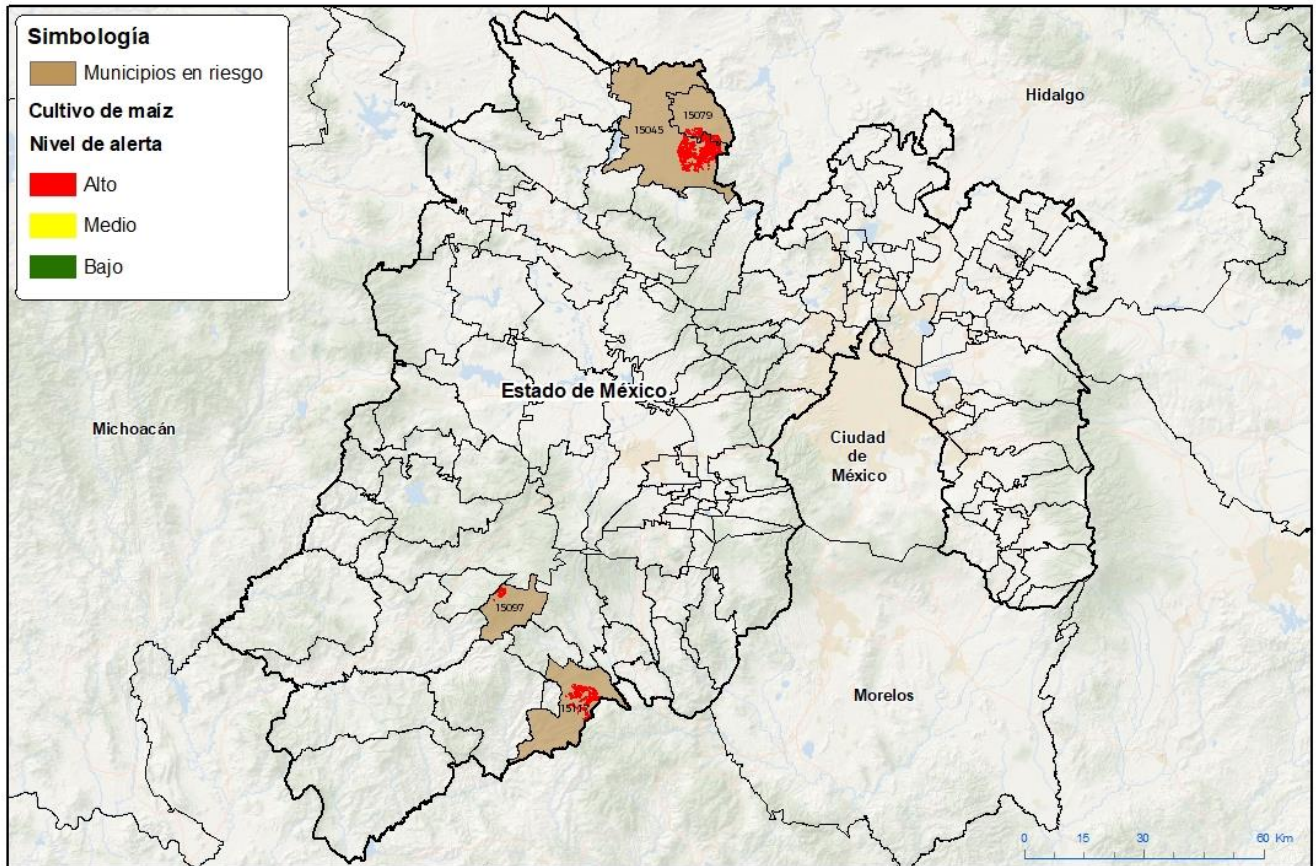 Simbología
Municipios en riesgo
Cultivo de maíz
Nivel de alerta
Alto
Medio
Bajo
Hidalgo
15079
15045
Estado de México
Michoacán
Ciudad
de
México
15097
Morelos
0 15 30 60 Km